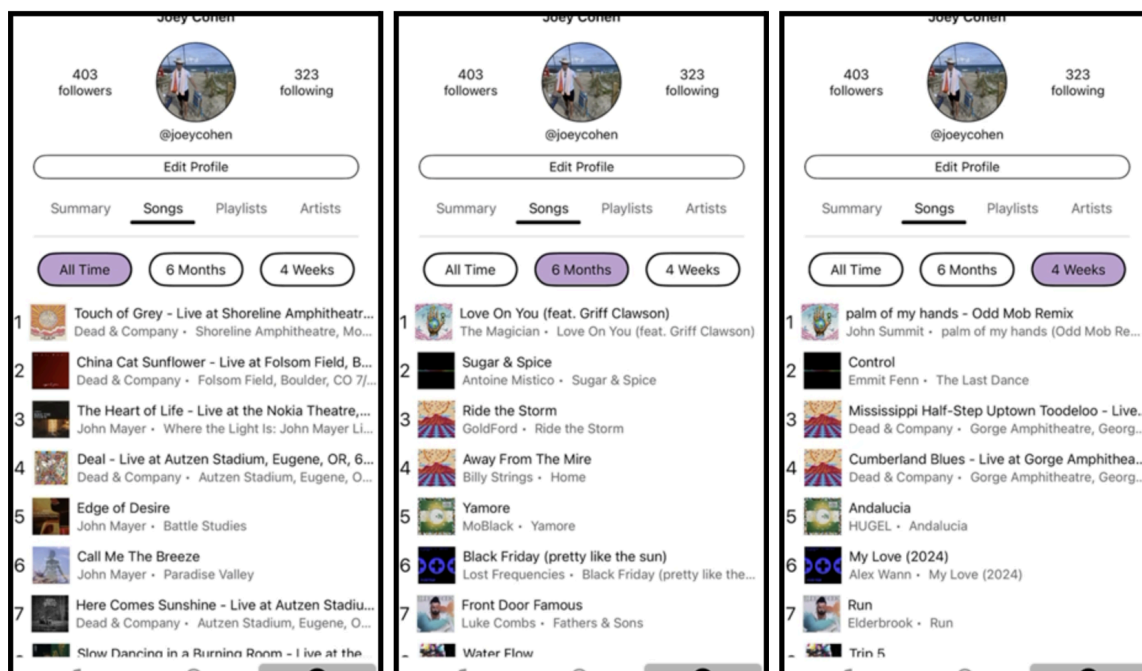 Joey Cohen
403
followers
323
following
@joeycohen
Edit Profile
Summary Songs Playlists Artists
All Time 6 Months 4 Weeks
1 Touch of Grey - Live at Shoreline Amphitheatr...
Dead & Company • Shoreline Amphitheatre, Mo...
2 China Cat Sunflower - Live at Folsom Field, B...
Dead & Company • Folsom Field, Boulder, CO 7/...
3 The Heart of Life - Live at the Nokia Theatre,...
John Mayer • Where the Light Is: John Mayer Li...
4 Deal - Live at Autzen Stadium, Eugene, OR, 6...
Dead & Company • Autzen Stadium, Eugene, O...
5 Edge of Desire
John Mayer • Battle Studies
6 Call Me The Breeze
John Mayer • Paradise Valley
7 Here Comes Sunshine - Live at Autzen Stadiu...
Dead & Company • Autzen Stadium, Eugene, O...
Slow Dancing in a Burning Room - Live at the
Joey Cohen
403
followers
323
following
@joeycohen
Edit Profile
Summary Songs Playlists Artists
All Time 6 Months 4 Weeks
1 Love On You (feat. Griff Clawson)
The Magician • Love On You (feat. Griff Clawson)
2 Sugar & Spice
Antoine Mistico • Sugar & Spice
3 Ride the Storm
GoldFord • Ride the Storm
4 Away From The Mire
Billy Strings • Home
5 Yamore
MoBlack • Yamore
6 Black Friday (pretty like the sun)
Lost Frequencies • Black Friday (pretty like the...
7 Front Door Famous
Luke Combs • Fathers & Sons
Water Flow
Joey Cohen
403
followers
323
following
@joeycohen
Edit Profile
Summary Songs Playlists Artists
All Time 6 Months 4 Weeks
1 palm of my hands - Odd Mob Remix
John Summit • palm of my hands (Odd Mob Re...
2 Control
Emmit Fenn • The Last Dance
3 Mississippi Half-Step Uptown Toodeloo - Live...
Dead & Company • Gorge Amphitheatre, Georg...
4 Cumberland Blues - Live at Gorge Amphithea...
Dead & Company • Gorge Amphitheatre, Georg...
5 Andalucia
HUGEL • Andalucia
6 My Love (2024)
Alex Wann • My Love (2024)
7 Run
Elderbrook • Run
Trip 5